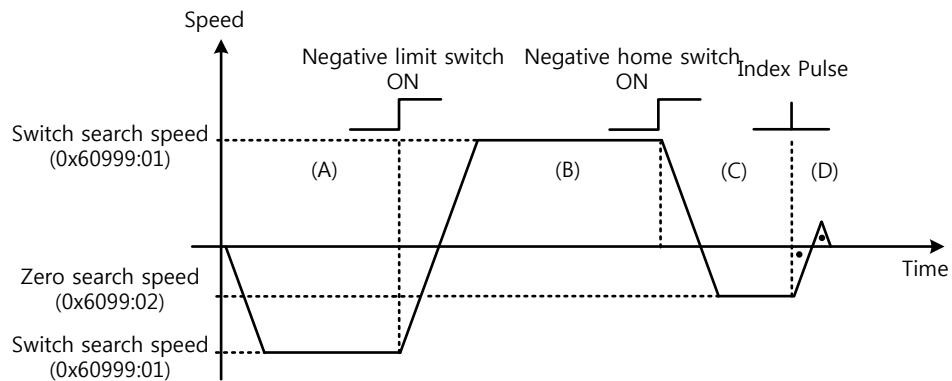 Speed
Negative limit switch
ON
Negative home switch
ON
Index Pulse
Switch search speed
(0x60999:01)
(A)
(B)
(C)
(D)
Time
Zero search speed
(0x6099:02)
Switch search speed
(0x60999:01)